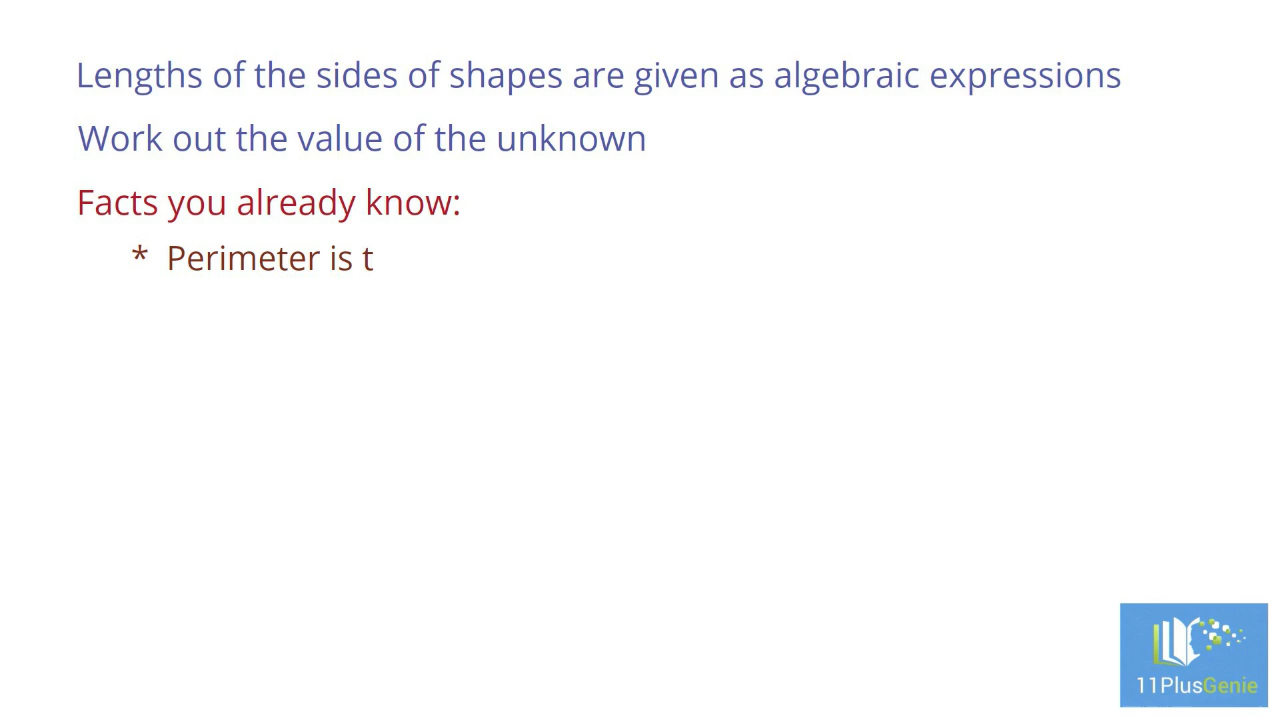 Lengths of the sides of shapes are given as algebraic expressions
Work out the value of the unknown
Facts you already know:
* Perimeter is t
11PlusGenie